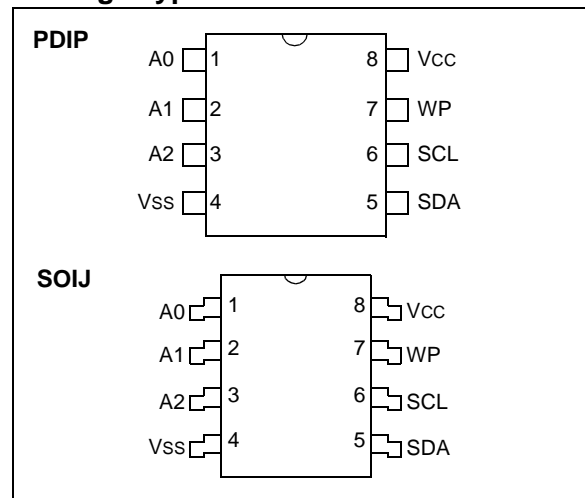 PDIP
A0 1 8 Vcc
A1 2 7 WP
A2 3 6 SCL
Vss 4 5 SDA
SOIJ
A0 1 8 Vcc
A1 2 7 WP
A2 3 6 SCL
Vss 4 5 SDA